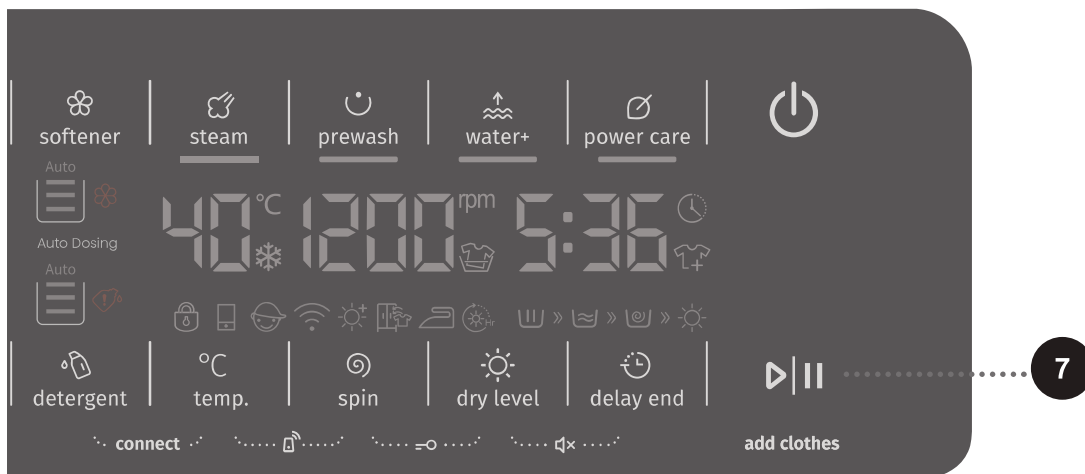 softener steam prewash water+ power care
Auto
40 °C 1200 rpm 5:36
Auto Dosing
Auto
Hr
°C
detergent temp. spin dry level delay end
7
connect add clothes